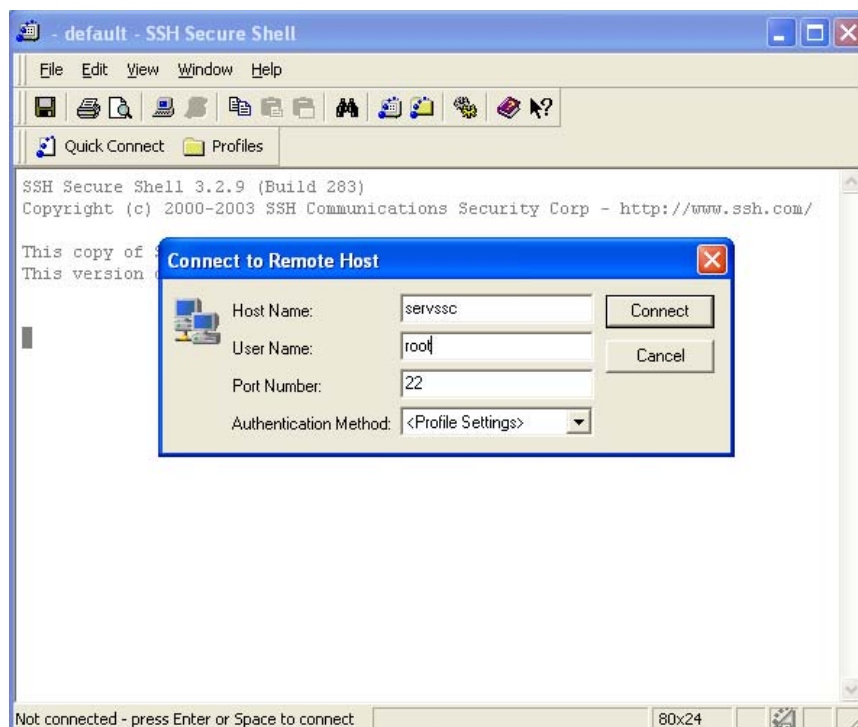 - default - SSH Secure Shell
File Edit View Window Help
Quick Connect Profiles
SSH Secure Shell 3.2.9 (Build 283)
Copyright (c) 2000-2003 SSH Communications Security Corp - http://www.ssh.com/
This copy of
This version
Connect to Remote Host
Host Name: servssc
Connect
User Name: root
Cancel
Port Number: 22
Authentication Method: <Profile Settings>
Not connected - press Enter or Space to connect 80x24